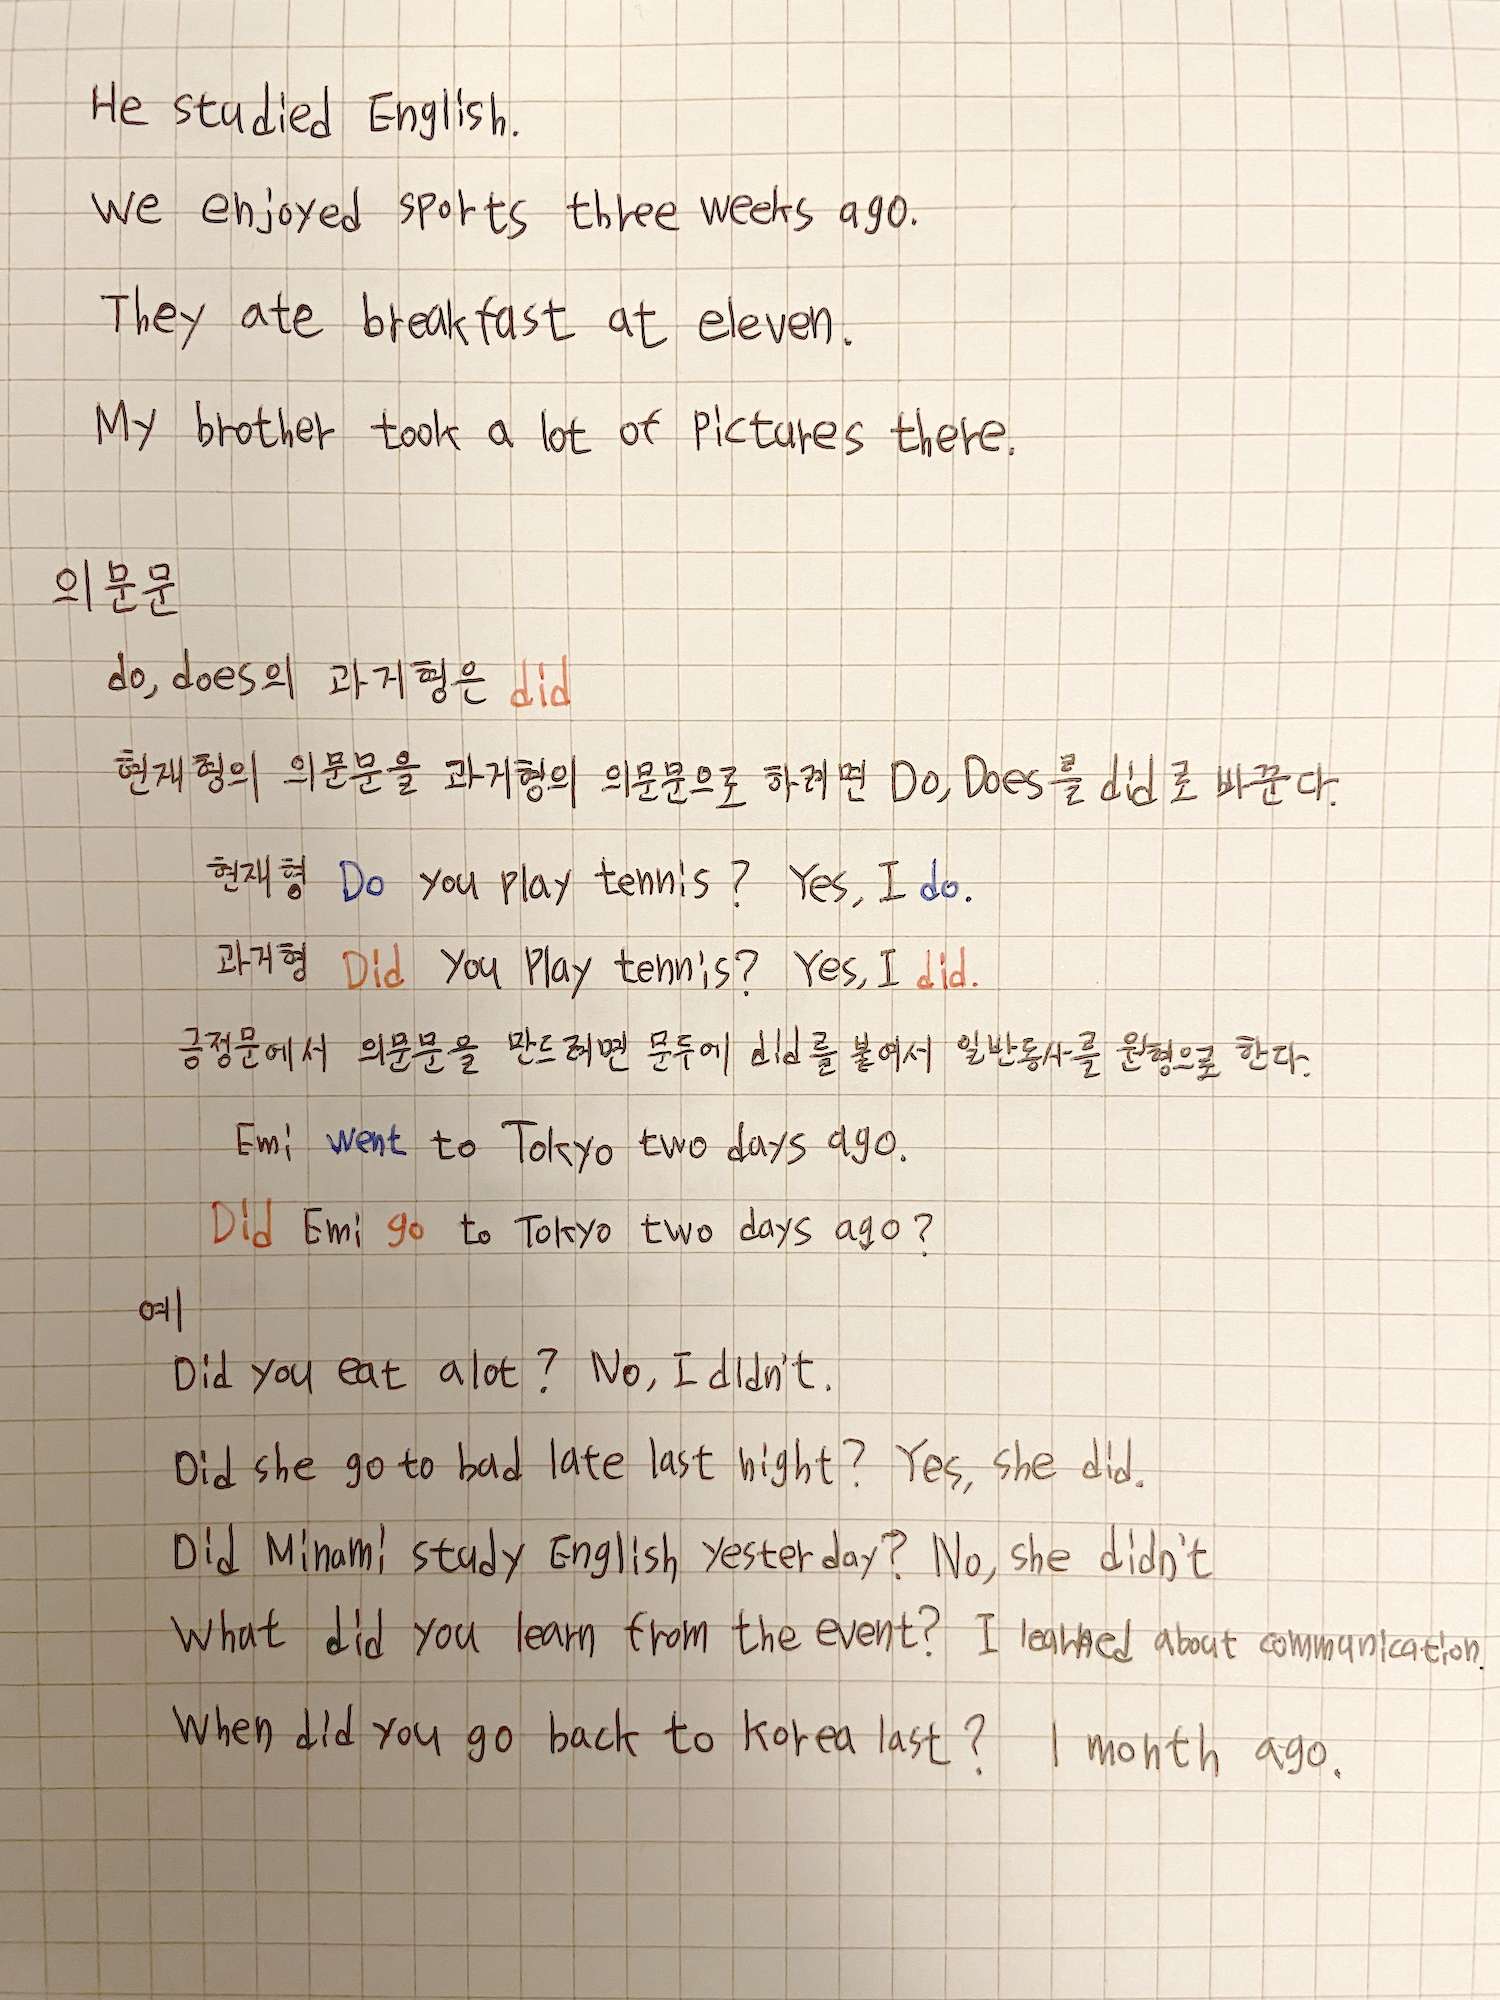 He studied English.
We enjoyed sports three weeks ago.
They ate breakfast at eleven.
My brother took a lot of pictures there.
의문문
do, does의 과거형은 did
현재형의 의문문을 과거형의 의문문으로 하려면 Do, Does를 did로 바꾼다.
현재형 Do you play tennis? Yes, I do.
과거형 Did you play tennis? Yes, I did.
긍정문에서 의문문을 만드려면 문두에 did를 붙여서 일반동사를 원형으로 한다.
Emi went to Tokyo two days ago.
Did Emi go to Tokyo two days ago?
예
Did you eat a lot? No, I didn't.
Did she go to bad late last night? Yes, she did.
Did Minami study English yesterday? No, she didn't
What did you learn from the event? I learned about communication.
When did you go back to Korea last? 1 month ago.